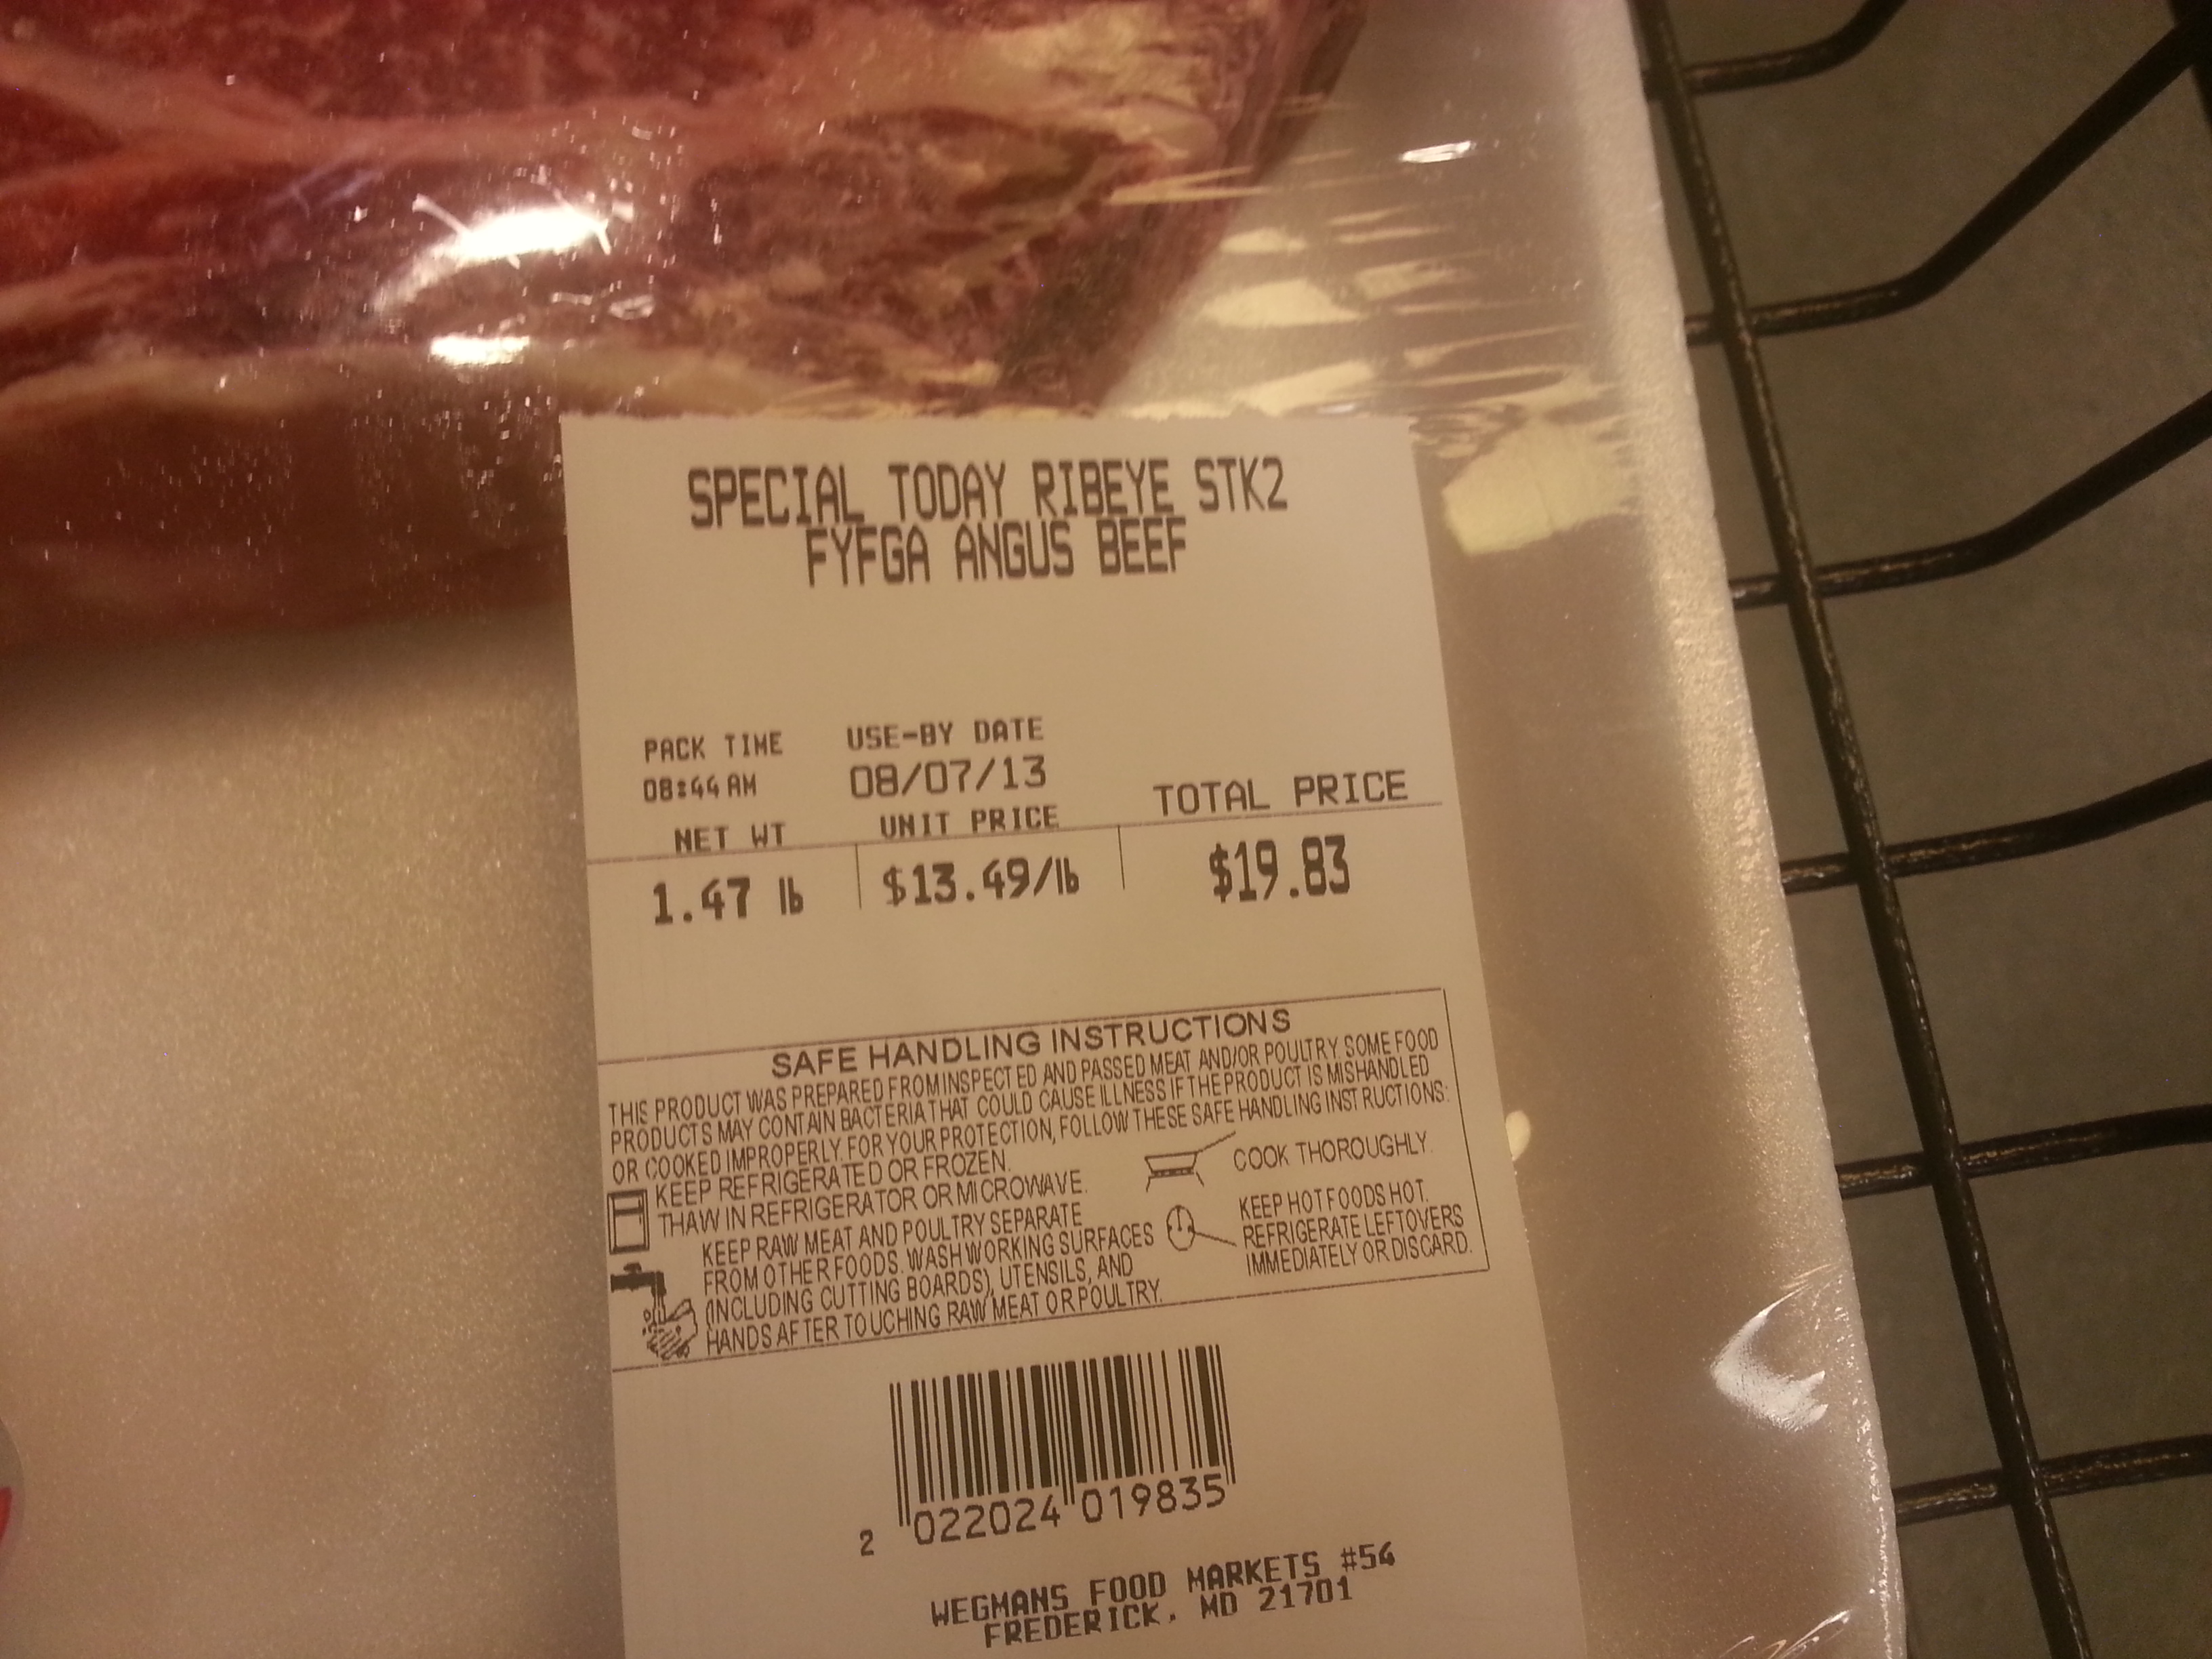 SPECIAL TODAY RIBEYE STK2
FYFGA ANGUS BEEF
PACK TIME
08:44 AM
USE-BY DATE
08/07/13
NET WT
1.47 lb
UNIT PRICE
$13.49/lb
TOTAL PRICE
$19.83
SAFE HANDLING INSTRUCTIONS
THIS PRODUCT WAS PREPARED FROM INSPECTED AND PASSED MEAT AND/OR POULTRY. SOME FOOD
PRODUCTS MAY CONTAIN BACTERIA THAT COULD CAUSE ILLNESS IF THE PRODUCT IS MISHANDLED
OR COOKED IMPROPERLY. FOR YOUR PROTECTION, FOLLOW THESE SAFE HANDLING INSTRUCTIONS:
KEEP REFRIGERATED OR FROZEN.
THAW IN REFRIGERATOR OR MICROWAVE.
KEEP RAW MEAT AND POULTRY SEPARATE
FROM OTHER FOODS. WASH WORKING SURFACES
(INCLUDING CUTTING BOARDS), UTENSILS, AND
HANDS AFTER TOUCHING RAW MEAT OR POULTRY.
COOK THOROUGHLY.
KEEP HOT FOODS HOT.
REFRIGERATE LEFTOVERS
IMMEDIATELY OR DISCARD.
2 022024 019835
WEGMANS FOOD MARKETS #54
FREDERICK, MD 21701